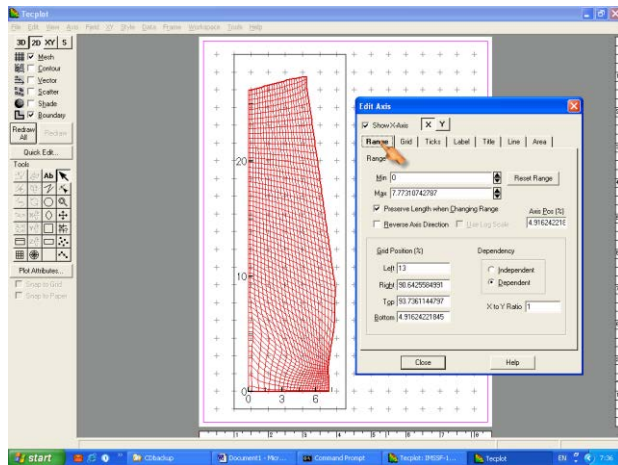 Tecplot
File Edit View Axis Field XY Style Data Frame Workspace Tools Help
3D 2D XY S
Mesh
Contour
Vector
Scatter
Shade
Boundary
Redraw All Redraw
Quick Edit...
Tools
Ab
Plot Attributes...
Snap to Grid
Snap to Paper
20
10
0
0 3 6
Edit Axis
Show X-Axis X Y
Range Grid Ticks Label Title Line Area
Range
Min 0
Reset Range
Max 7.77310742787
Preserve Length when Changing Range
Axis Pos (%)
Reverse Axis Direction Use Log Scale
4.916242218
Grid Position (%)
Dependency
Left 13
Independent
Right 90.6425584991
Dependent
Top 93.7361144797
X to Y Ratio 1
Bottom 4.91624221845
Close Help
start
CDbackup
Document1 - Micr...
Command Prompt
Tecplot
EN
7:36